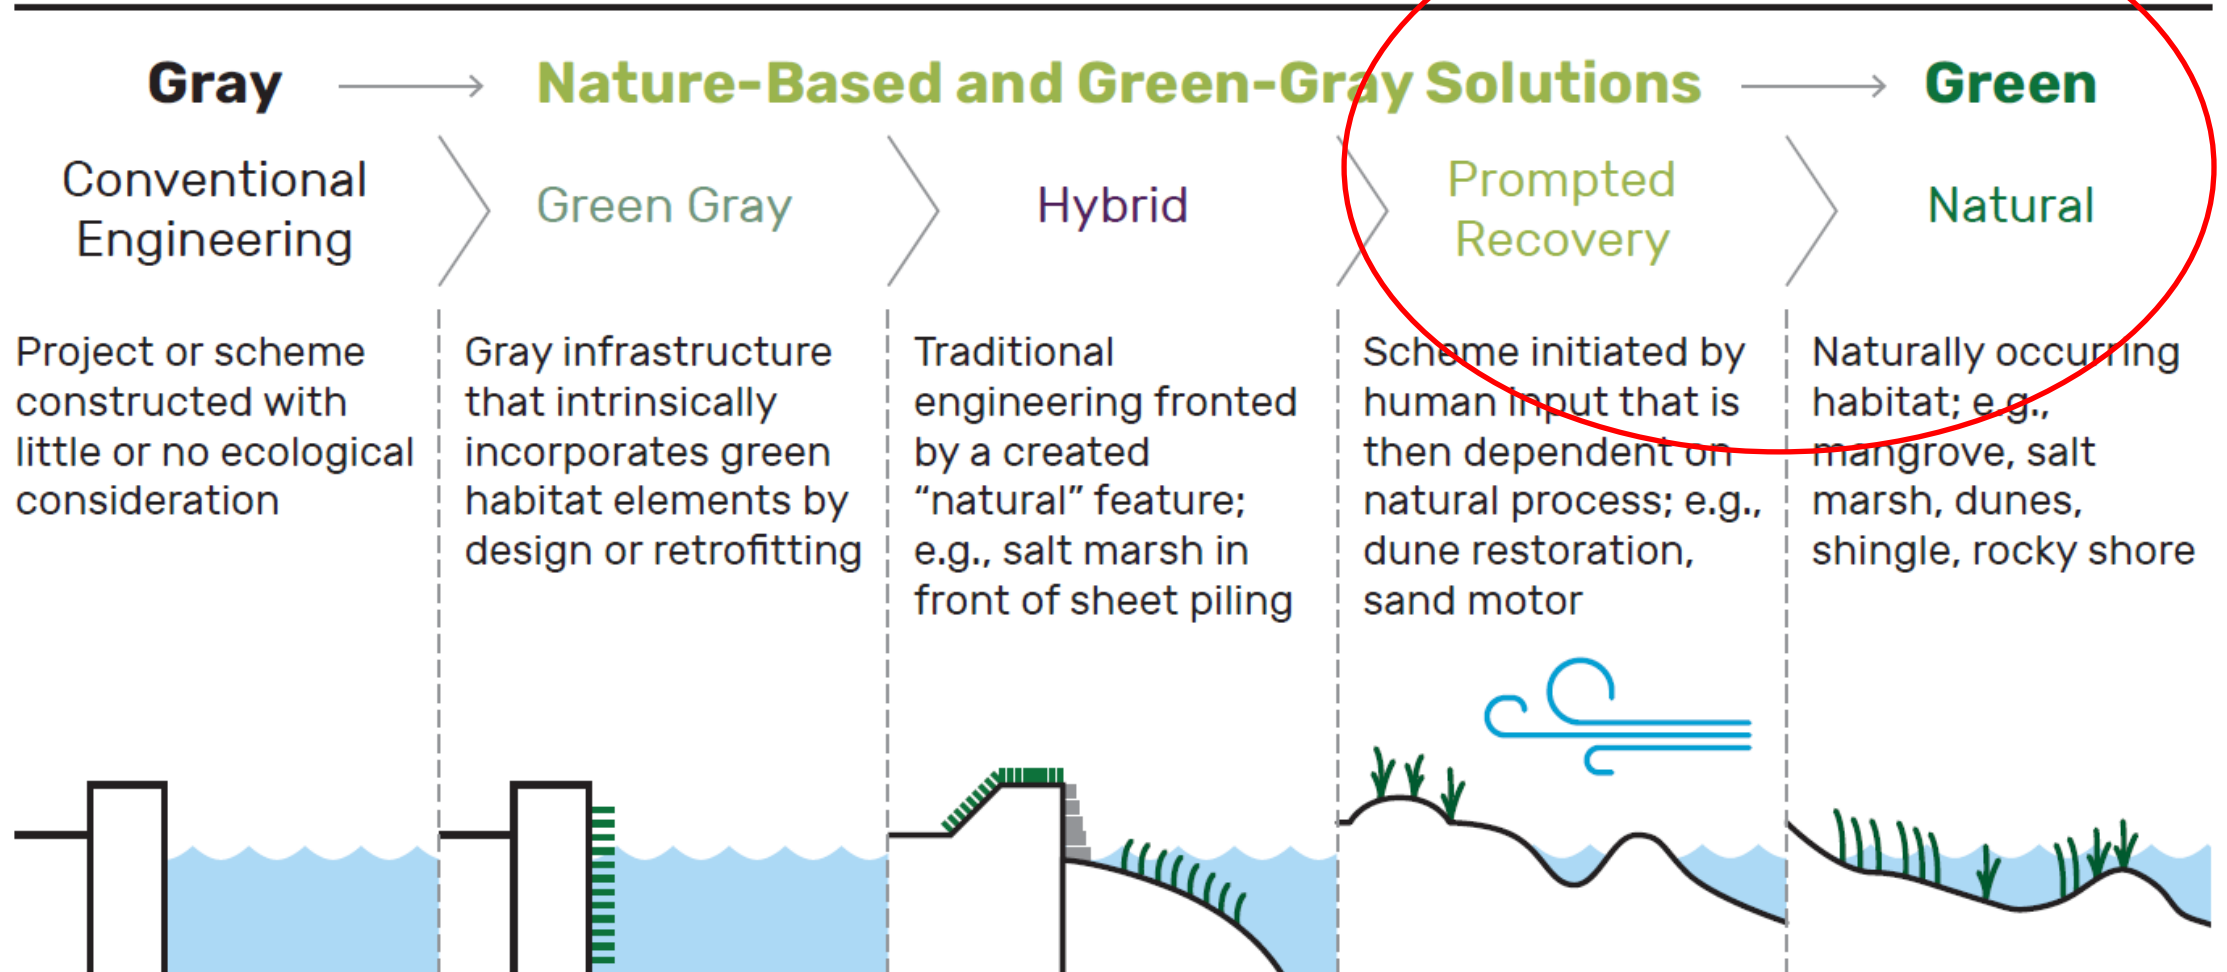 Gray
Nature-Based and Green-Gray Solutions
Green
Conventional
Engineering
Green Gray
Hybrid
Prompted
Recovery
Natural
Project or scheme
constructed with
little or no ecological
consideration
Gray infrastructure
that intrinsically
incorporates green
habitat elements by
design or retrofitting
Traditional
engineering fronted
by a created
“natural” feature;
e.g., salt marsh in
front of sheet piling
Scheme initiated by
human input that is
then dependent on
natural process; e.g.,
dune restoration,
sand motor
Naturally occurring
habitat; e.g.,
mangrove, salt
marsh, dunes,
shingle, rocky shore